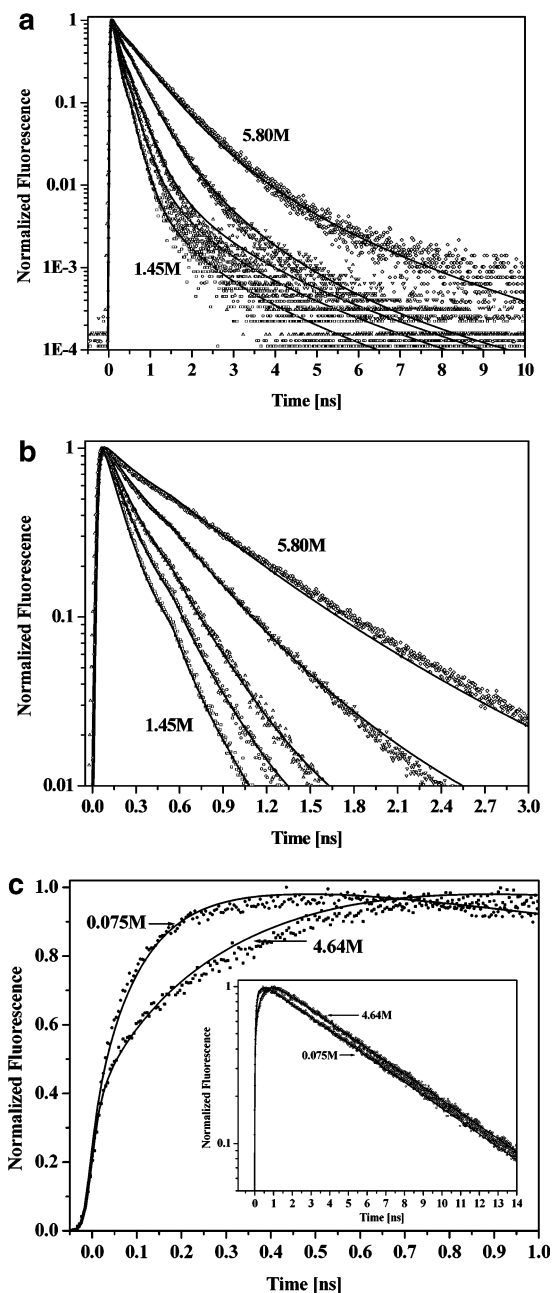 a
Normalized Fluorescence
1
0.1
0.01
1E-3
1E-4
5.80M
1.45M
0 1 2 3 4 5 6 7 8 9 10
Time [ns]
b
Normalized Fluorescence
1
0.1
0.01
5.80M
1.45M
0.0 0.3 0.6 0.9 1.2 1.5 1.8 2.1 2.4 2.7 3.0
Time [ns]
c
Normalized Fluorescence
1.0
0.8
0.6
0.4
0.2
0.0
0.075M
4.64M
Normalized Fluorescence
1
0.1
4.64M
0.075M
0 1 2 3 4 5 6 7 8 9 10 11 12 13 14
Time [ns]
0.0 0.1 0.2 0.3 0.4 0.5 0.6 0.7 0.8 0.9 1.0
Time [ns]